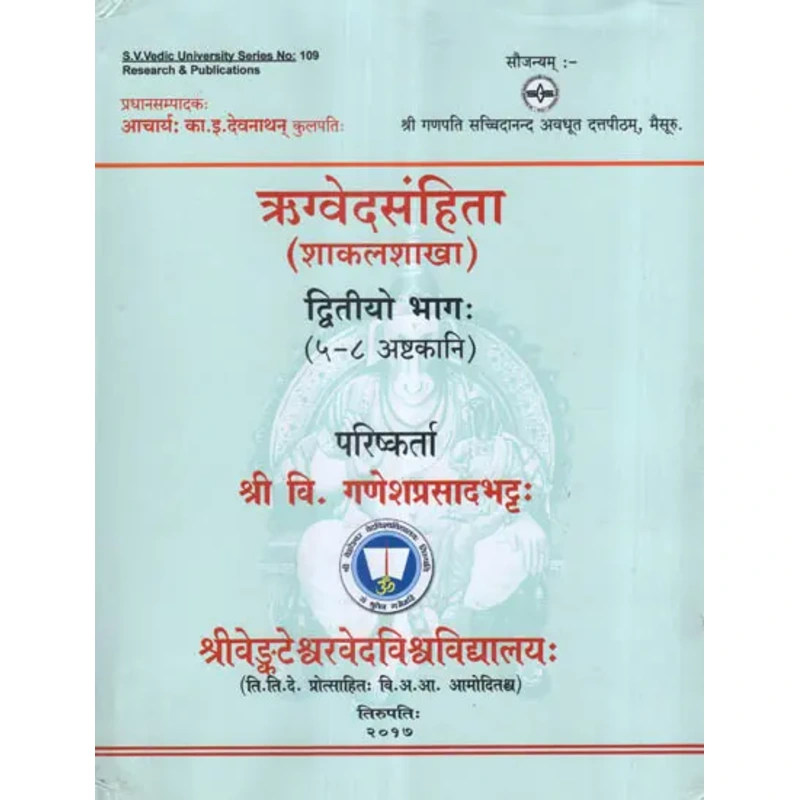 S.V.Vedic University Series No: 109
Research & Publications
सौजन्यम् :-
प्रधानसम्पादकः
आचार्यः का.इ.देवनाथन् कुलपतिः
श्री गणपति सच्चिदानन्द अवधूत दत्तपीठम्, मैसूरु.
ऋग्वेदसंहिता
(शाकलशाखा)
द्वितीयो भागः
(५-८ अष्टकानि)
परिष्कर्ता
श्री वि. गणेशप्रसादभट्टः
ॐ
श्रीवेङ्कटेश्वरवेदविश्वविद्यालयः
(ति.ति.दे. प्रोत्साहितः वि.अ.आ. आमोदितश्च)
तिरुपतिः
२०१७